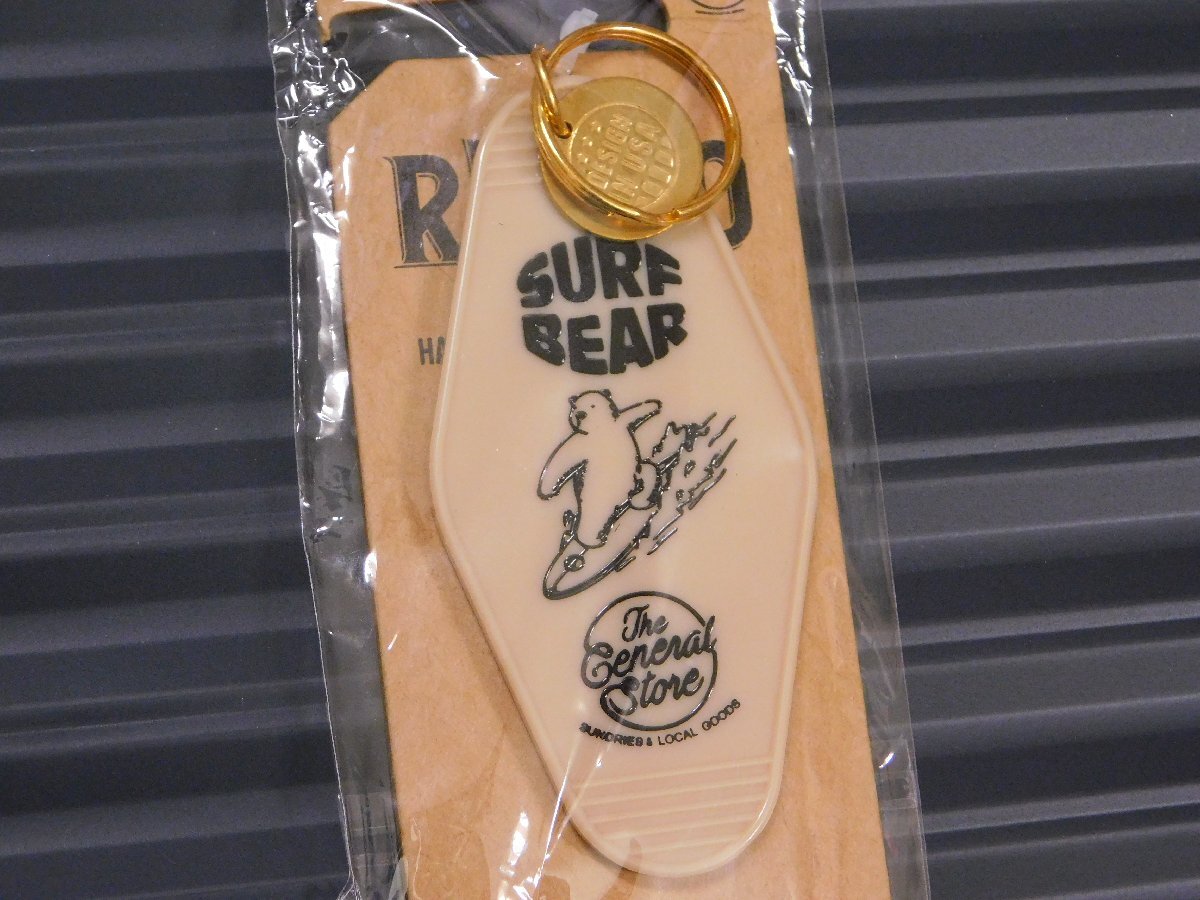 DESIGN
IN USA
SURF
BEAR
The
General
Store
SUNDRIES & LOCAL GOODS